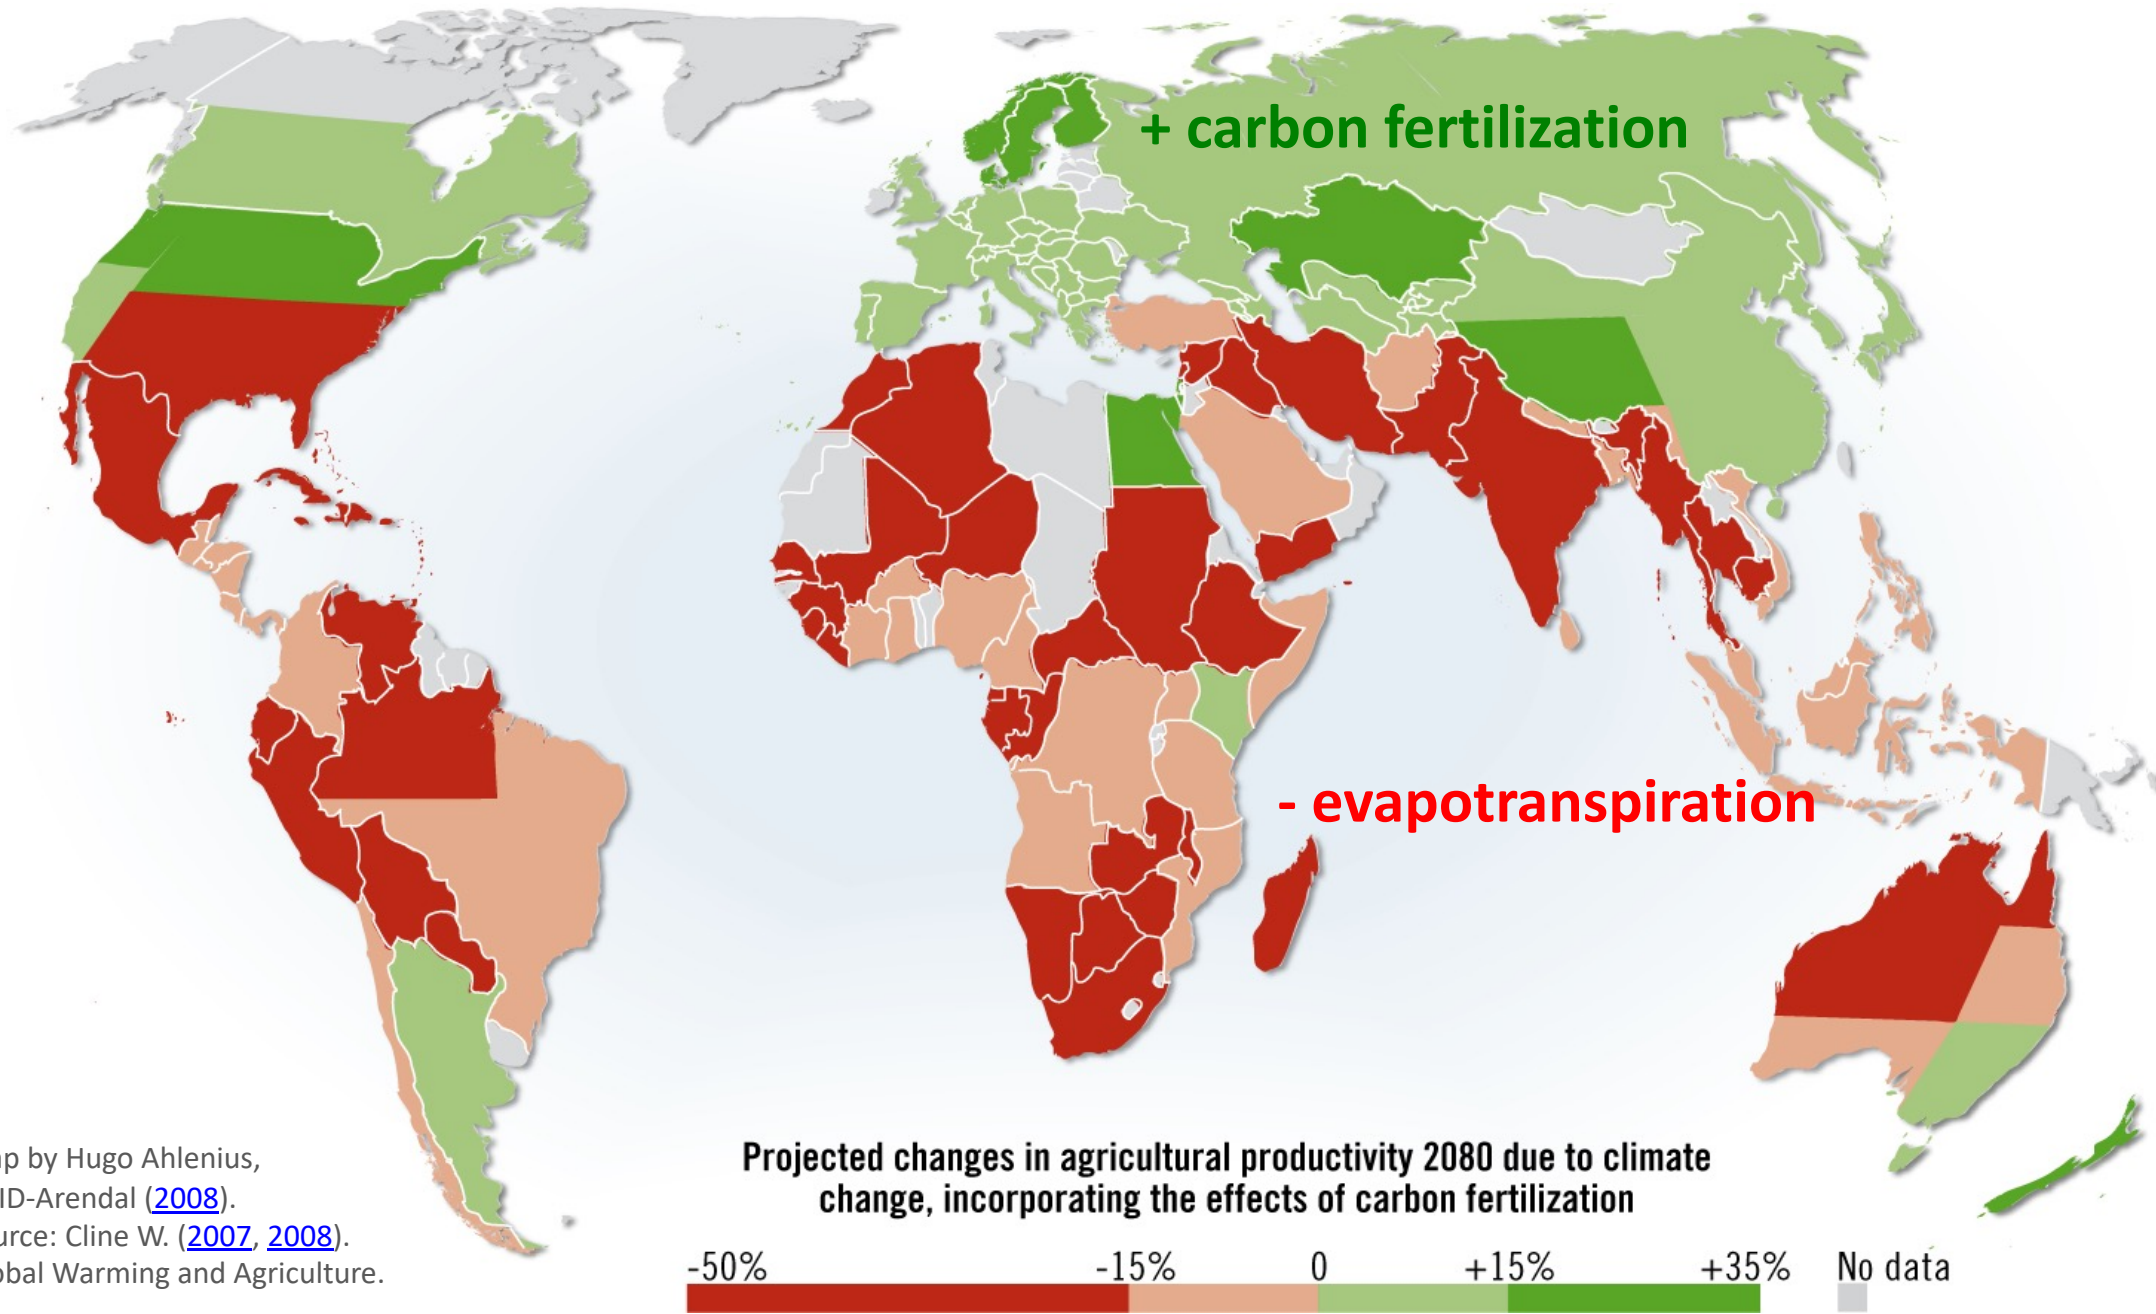 + carbon fertilization
- evapotranspiration
Projected changes in agricultural productivity 2080 due to climate
change, incorporating the effects of carbon fertilization
-50% -15% 0 +15% +35% No data
by Hugo Ahlenius,
ID-Arendal (2008).
Cline W. (2007, 2008).
Warming and Agriculture.